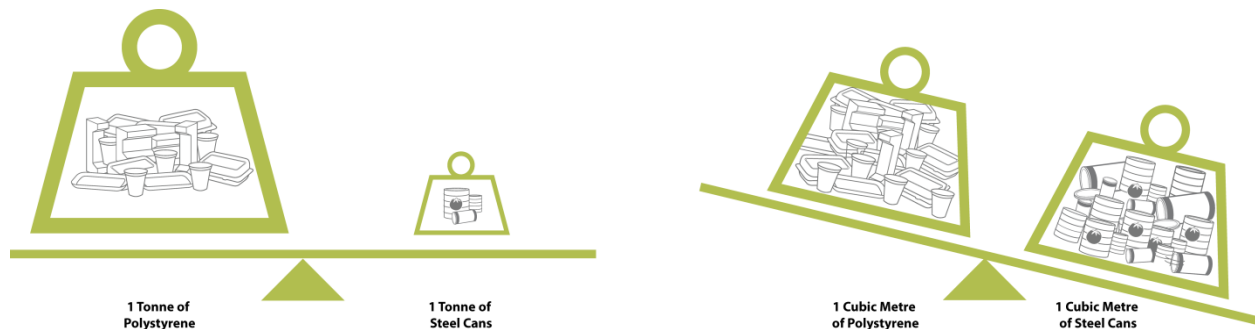 1 Tonne of
Polystyrene
1 Tonne of
Steel Cans
1 Cubic Metre
of Polystyrene
1 Cubic Metre
of Steel Cans